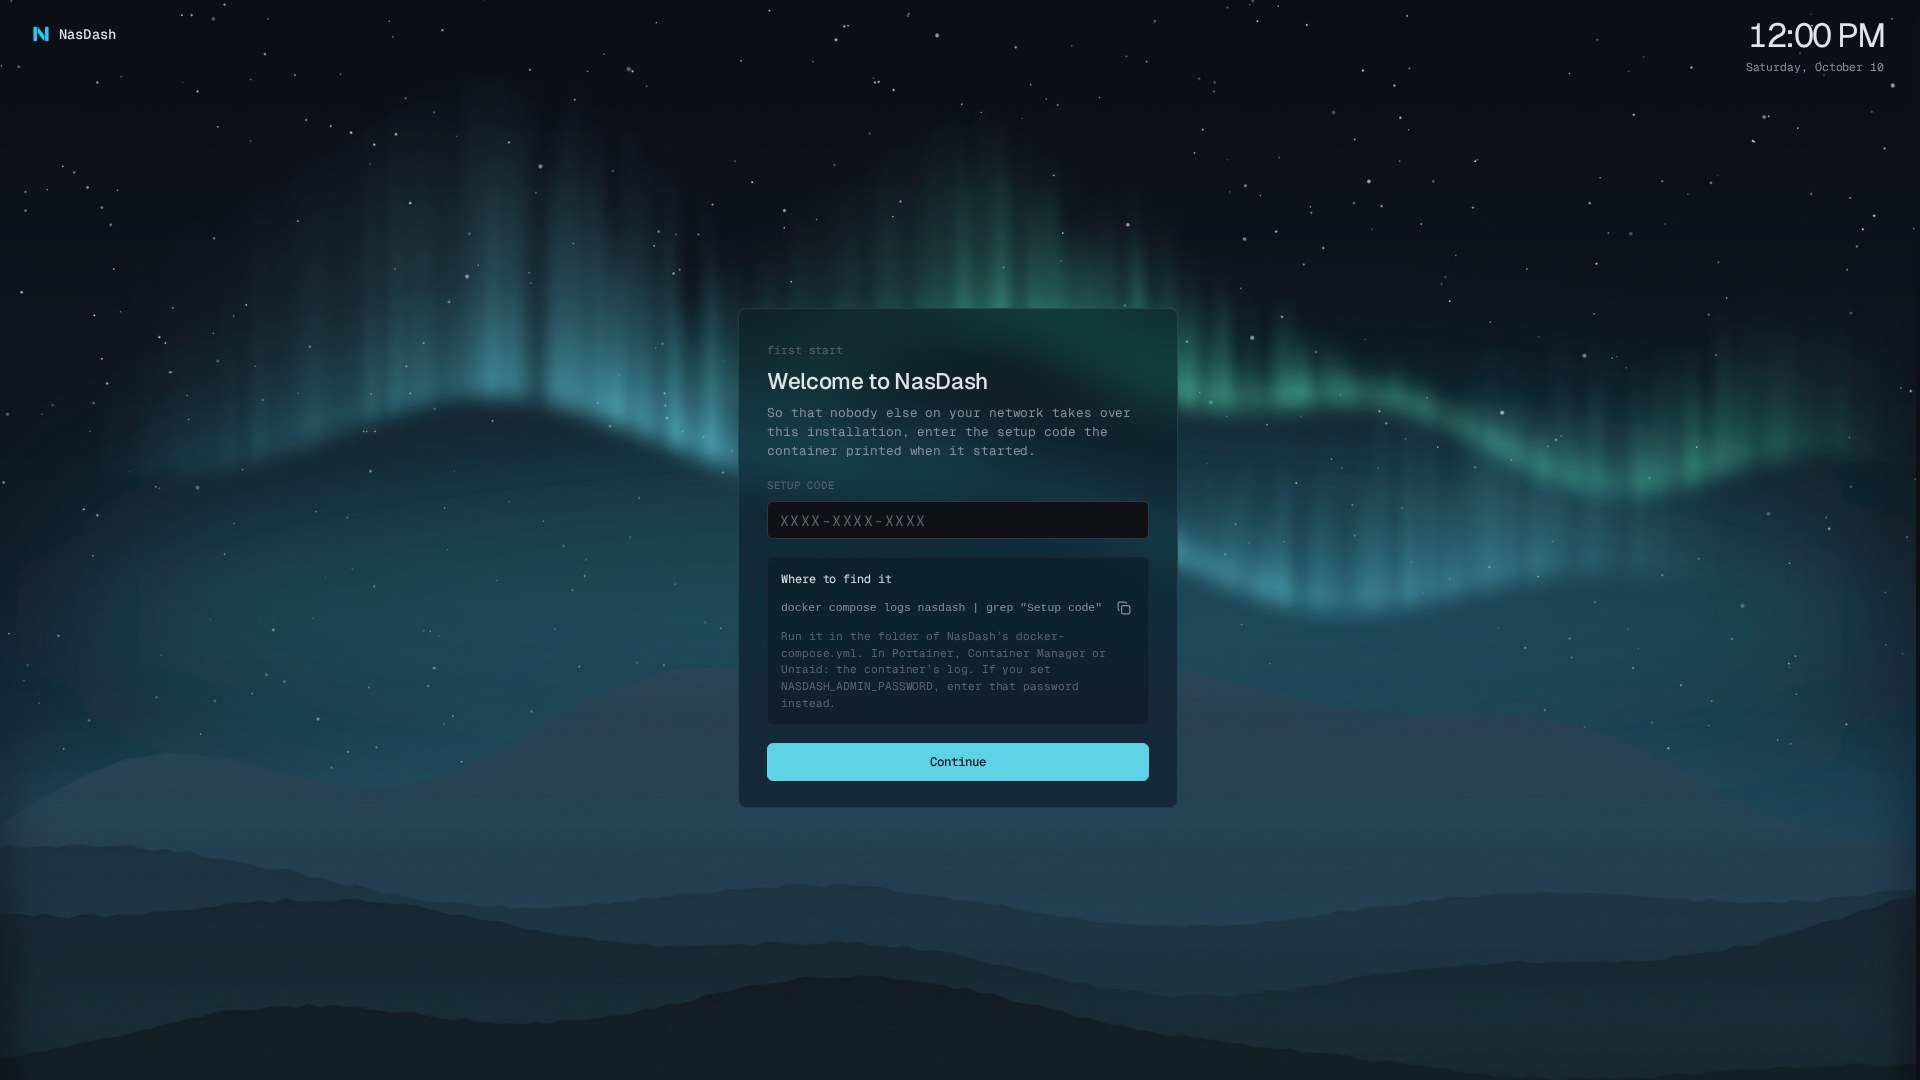 NasDash
12:00 PM
Saturday, October 10
first start
Welcome to NasDash
So that nobody else on your network takes over
this installation, enter the setup code the
container printed when it started.
SETUP CODE
XXXX-XXXX-XXXX
Where to find it
docker compose logs nasdash | grep "Setup code"
Run it in the folder of NasDash's docker-
compose.yml. In Portainer, Container Manager or
Unraid: the container's log. If you set
NASDASH_ADMIN_PASSWORD, enter that password
instead.
Continue